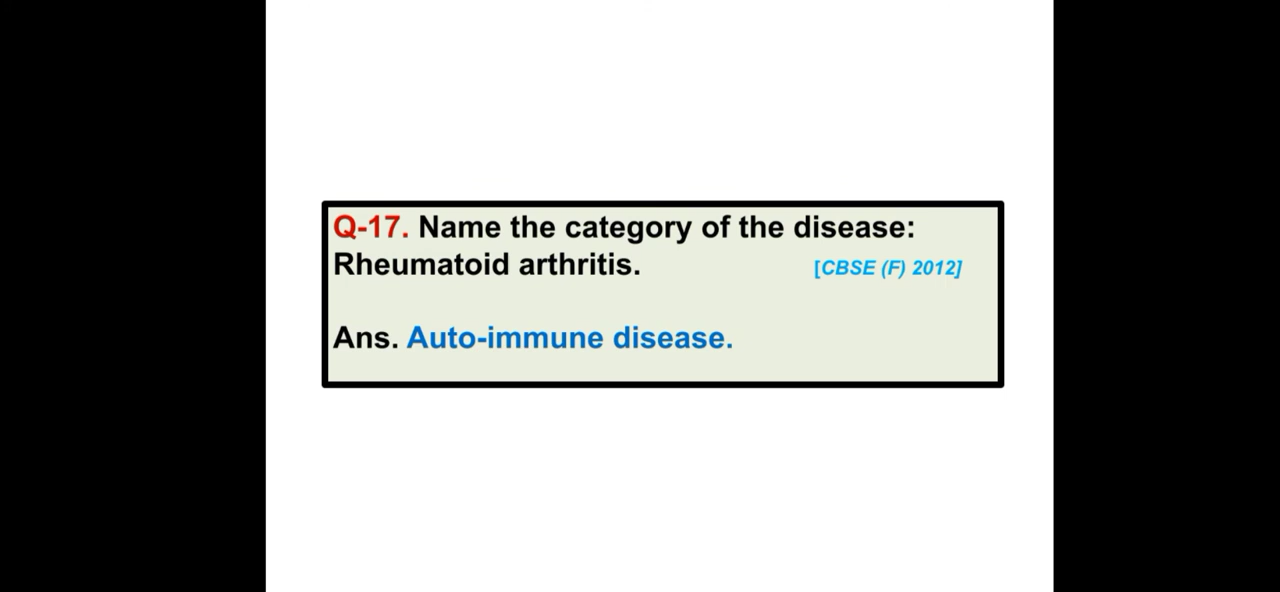 Q-17. Name the category of the disease:
Rheumatoid arthritis. [CBSE (F) 2012]
Ans. Auto-immune disease.